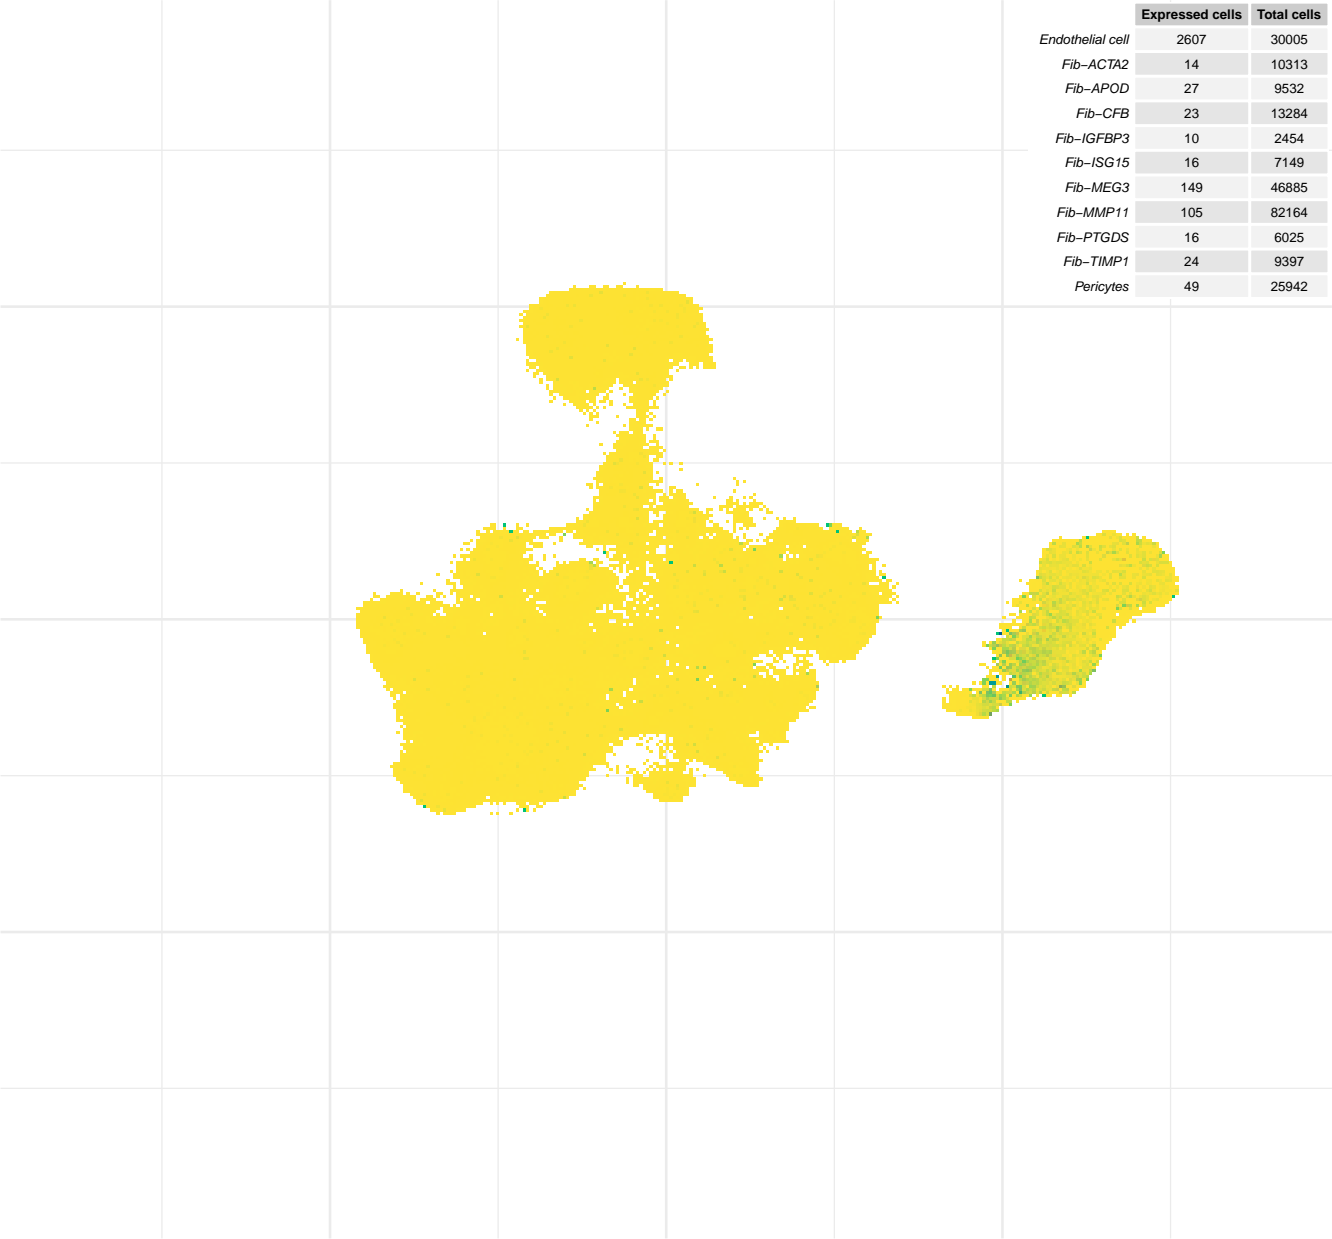 Expressed cells Total cells
Endothelial cell 2607 30005
Fib−ACTA2 14 10313
Fib−APOD 27 9532
Fib−CFB 23 13284
Fib−IGFBP3 10 2454
Fib−ISG15 16 7149
Fib−MEG3 149 46885
Fib−MMP11 105 82164
Fib−PTGDS 16 6025
Fib−TIMP1 24 9397
Pericytes 49 25942